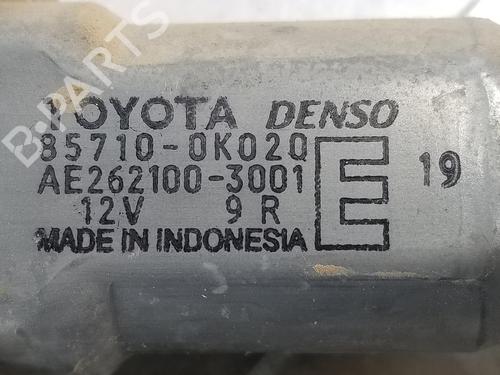 B-PARTS
TOYOTA DENSO
85710-0K020
AE262100-3001
12V 9 R
MADE IN INDONESIA
E
19